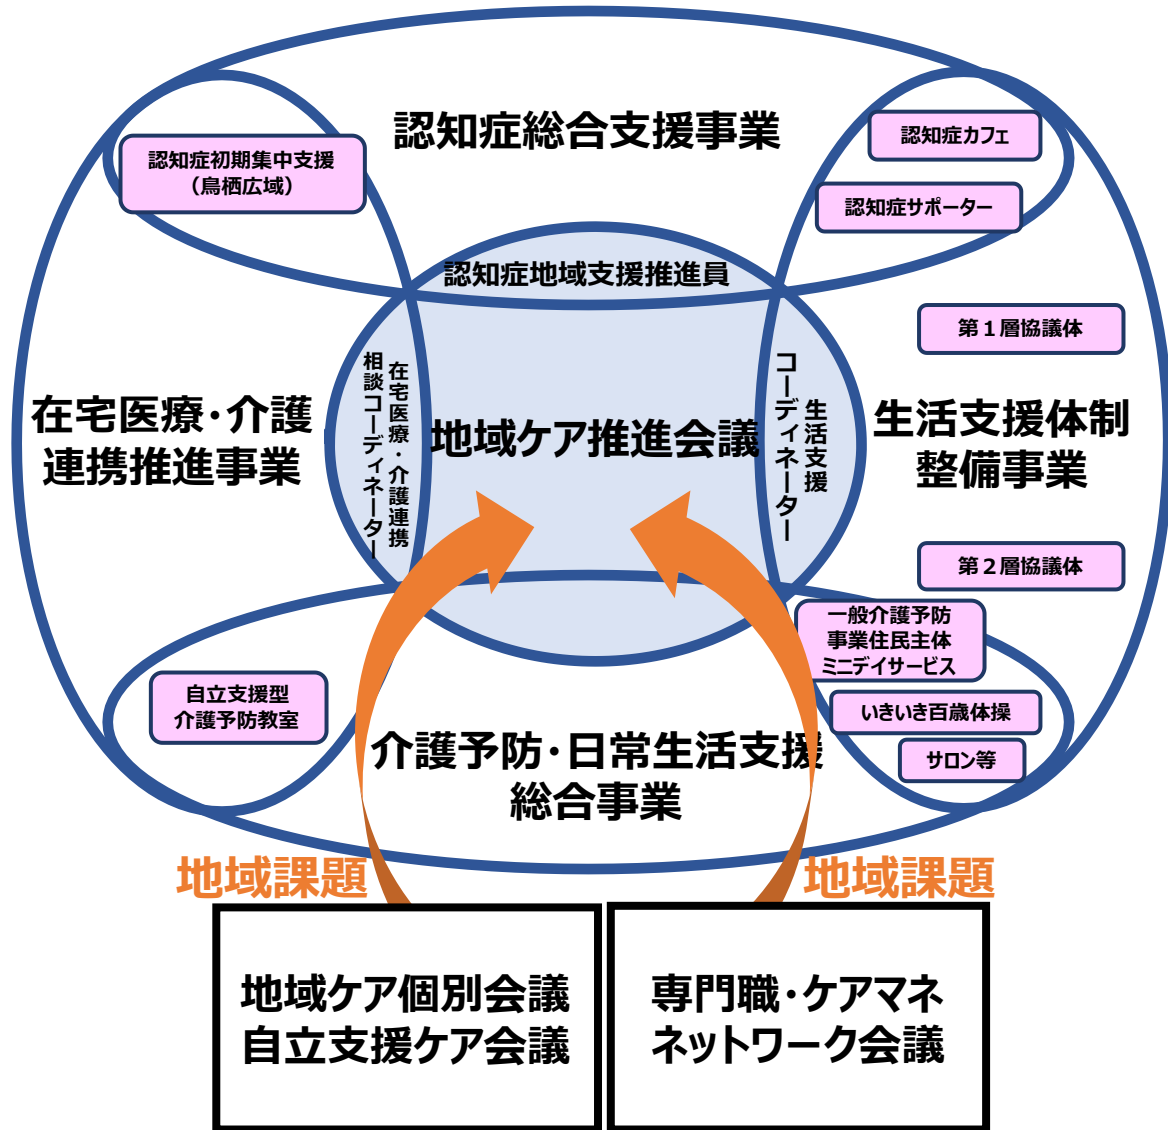 認知症総合支援事業
認知症初期集中支援
（鳥栖広域）
認知症カフェ
認知症サポーター
認知症地域支援推進員
第１層協議体
在宅医療・介護
連携推進事業
在宅医療・介護連携
相談コーディネーター
地域ケア推進会議
生活支援
コーディネーター
生活支援体制
整備事業
第２層協議体
一般介護予防
事業住民主体
ミニデイサービス
いきいき百歳体操
サロン等
自立支援型
介護予防教室
介護予防・日常生活支援
総合事業
地域課題
地域課題
地域ケア個別会議
自立支援ケア会議
専門職・ケアマネ
ネットワーク会議